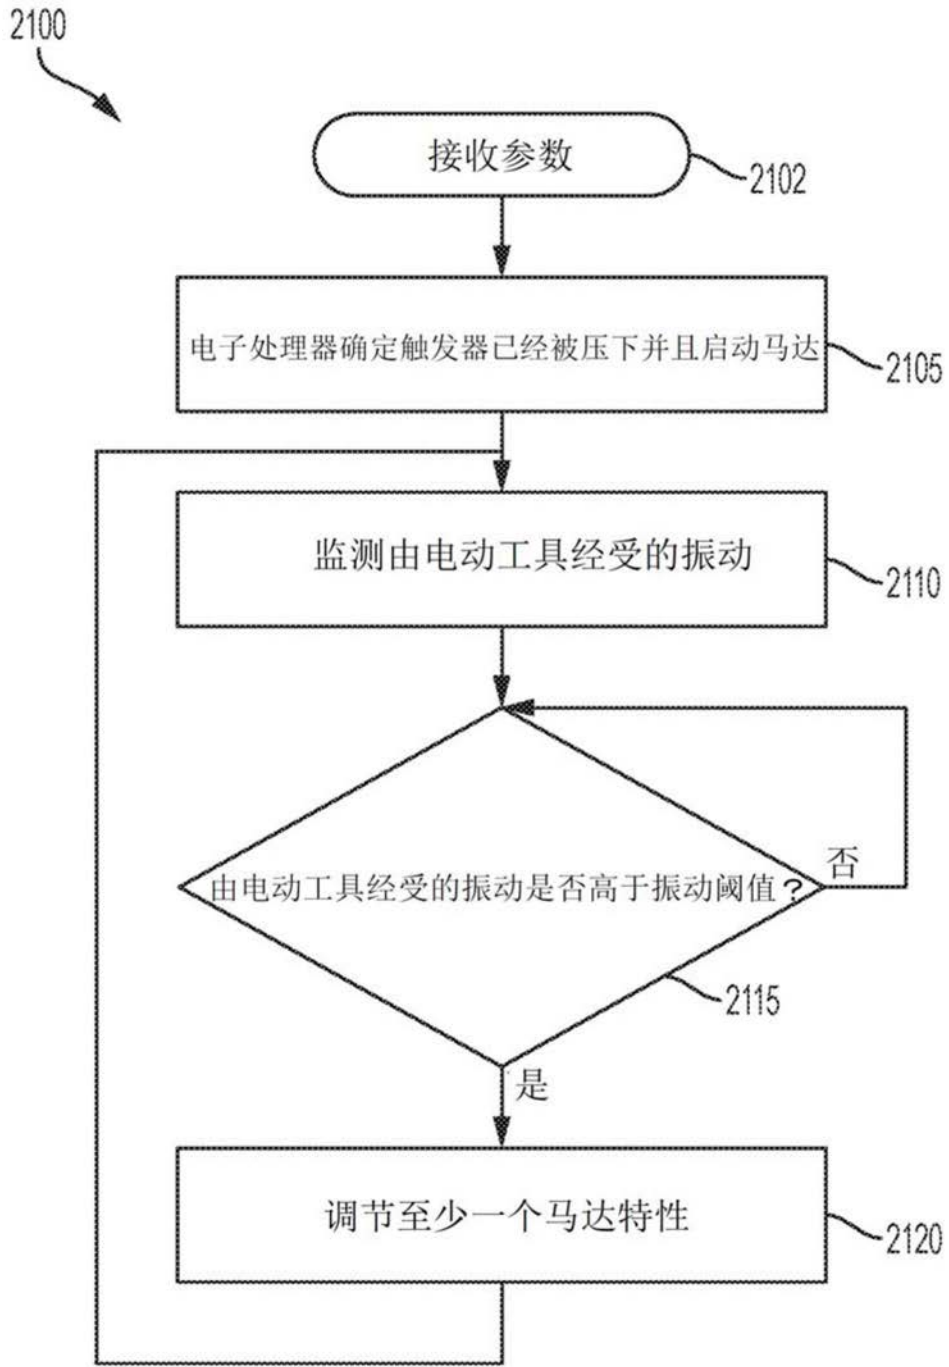 2100
接收参数
2102
电子处理器确定触发器已经被压下并且启动马达
2105
监测由电动工具经受的振动
2110
由电动工具经受的振动是否高于振动阈值？
否
2115
是
调节至少一个马达特性
2120